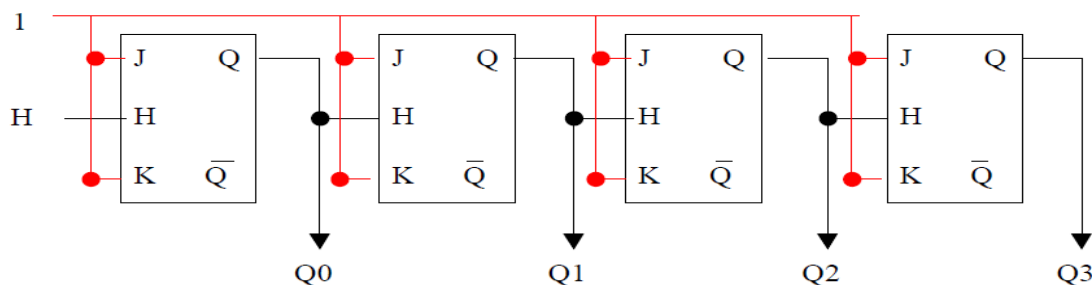 1
J Q J Q J Q J Q
H H H H H
K Q̅ K Q̅ K Q̅ K Q̅
Q0 Q1 Q2 Q3